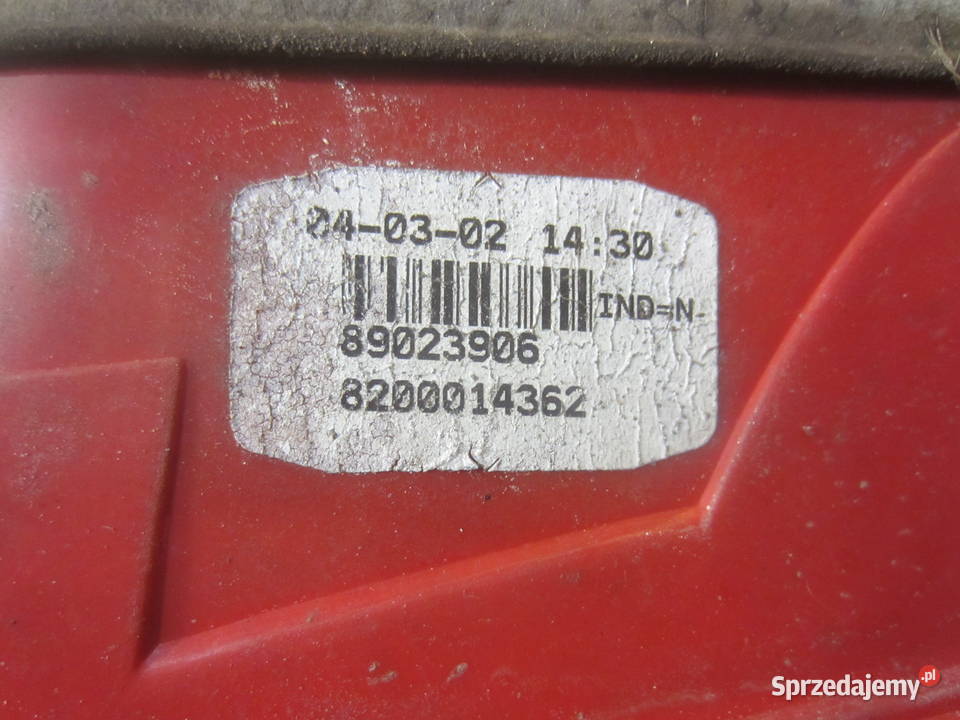 04-03-02 14:30
IND=N-
89023906
8200014362
Sprzedajemy.pl